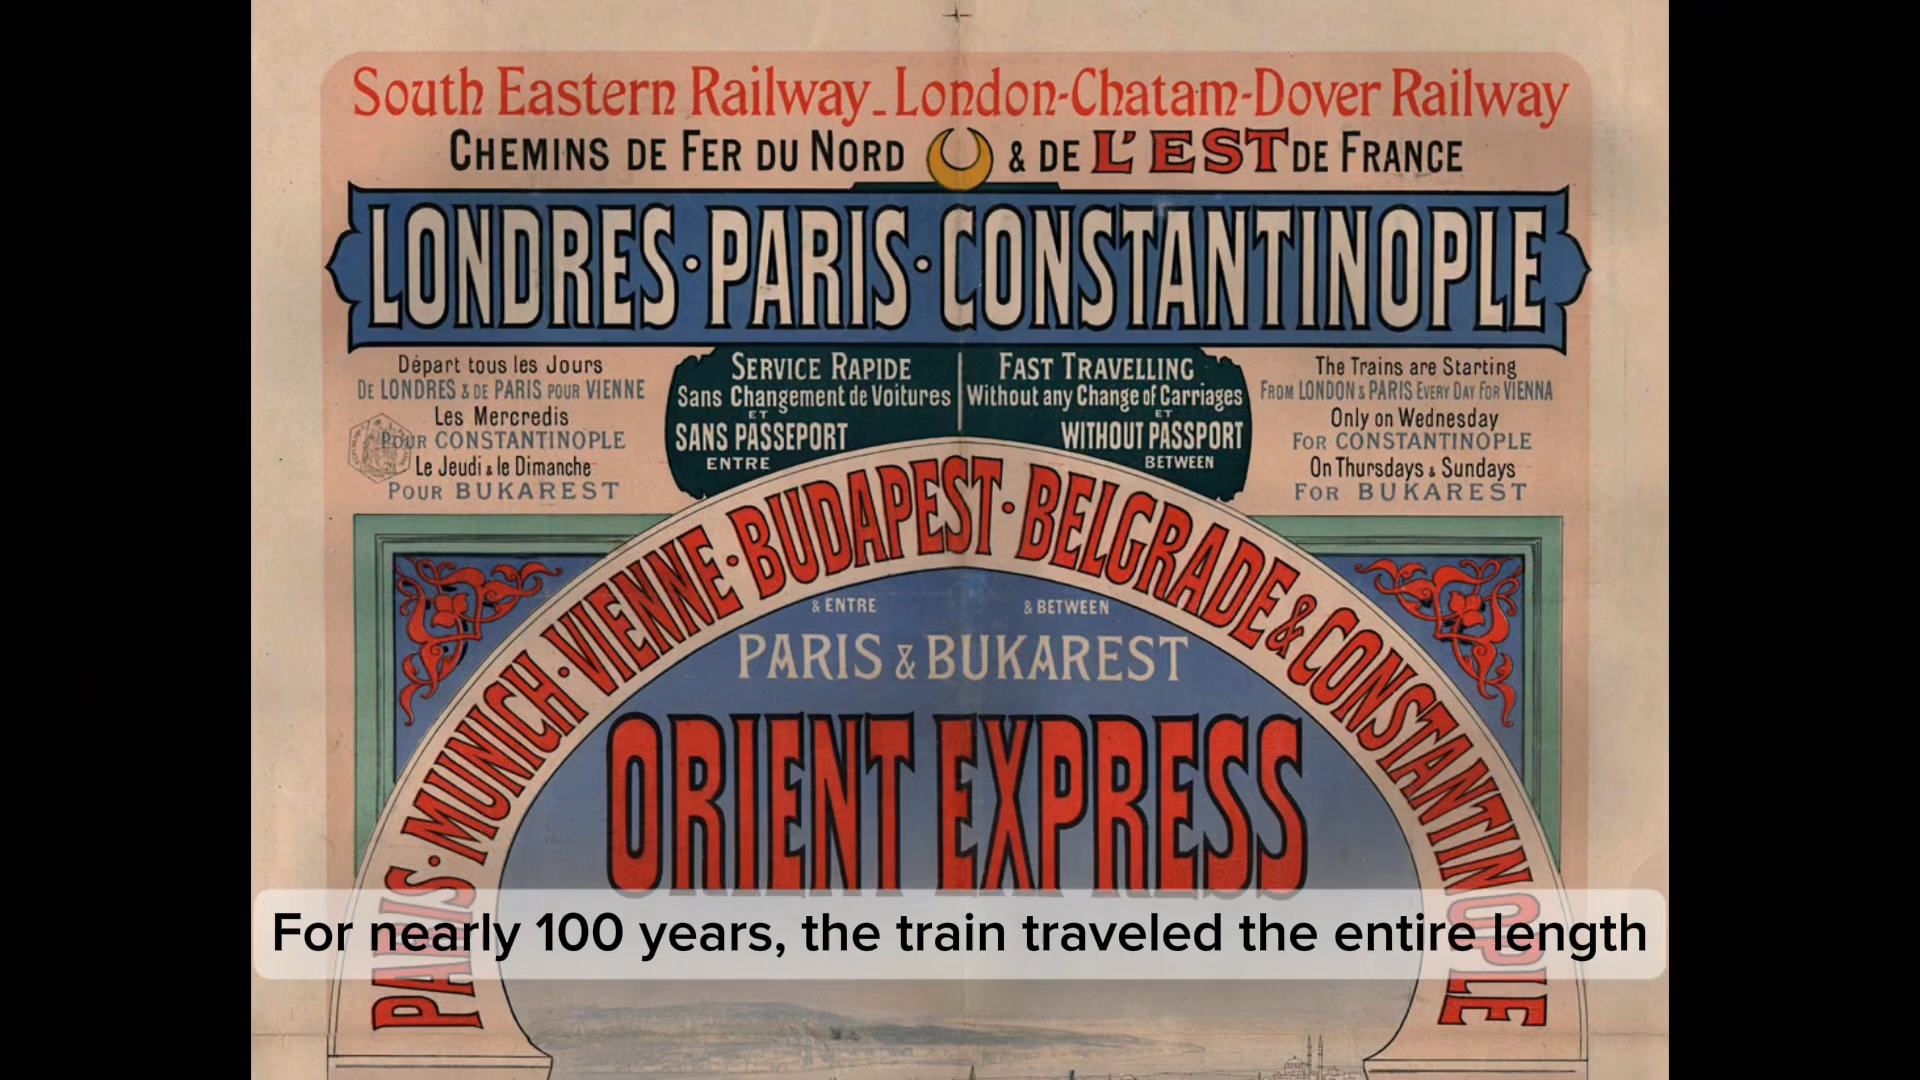 South Eastern Railway_London-Chatam-Dover Railway
CHEMINS DE FER DU NORD & DE L'EST DE FRANCE
LONDRES·PARIS·CONSTANTINOPLE
Départ tous les Jours
DE LONDRES & DE PARIS POUR VIENNE
Les Mercredis
POUR CONSTANTINOPLE
Le Jeudi & le Dimanche
POUR BUKAREST
SERVICE RAPIDE
Sans Changement de Voitures
ET
SANS PASSEPORT
ENTRE
FAST TRAVELLING
Without any Change of Carriages
ET
WITHOUT PASSPORT
BETWEEN
The Trains are Starting
FROM LONDON & PARIS EVERY DAY FOR VIENNA
Only on Wednesday
FOR CONSTANTINOPLE
On Thursdays & Sundays
FOR BUKAREST
PARIS·MUNICH·VIENNE·BUDAPEST·BELGRADE & CONSTANTINOPLE
& ENTRE & BETWEEN
PARIS & BUKAREST
ORIENT EXPRESS
For nearly 100 years, the train traveled the entire length